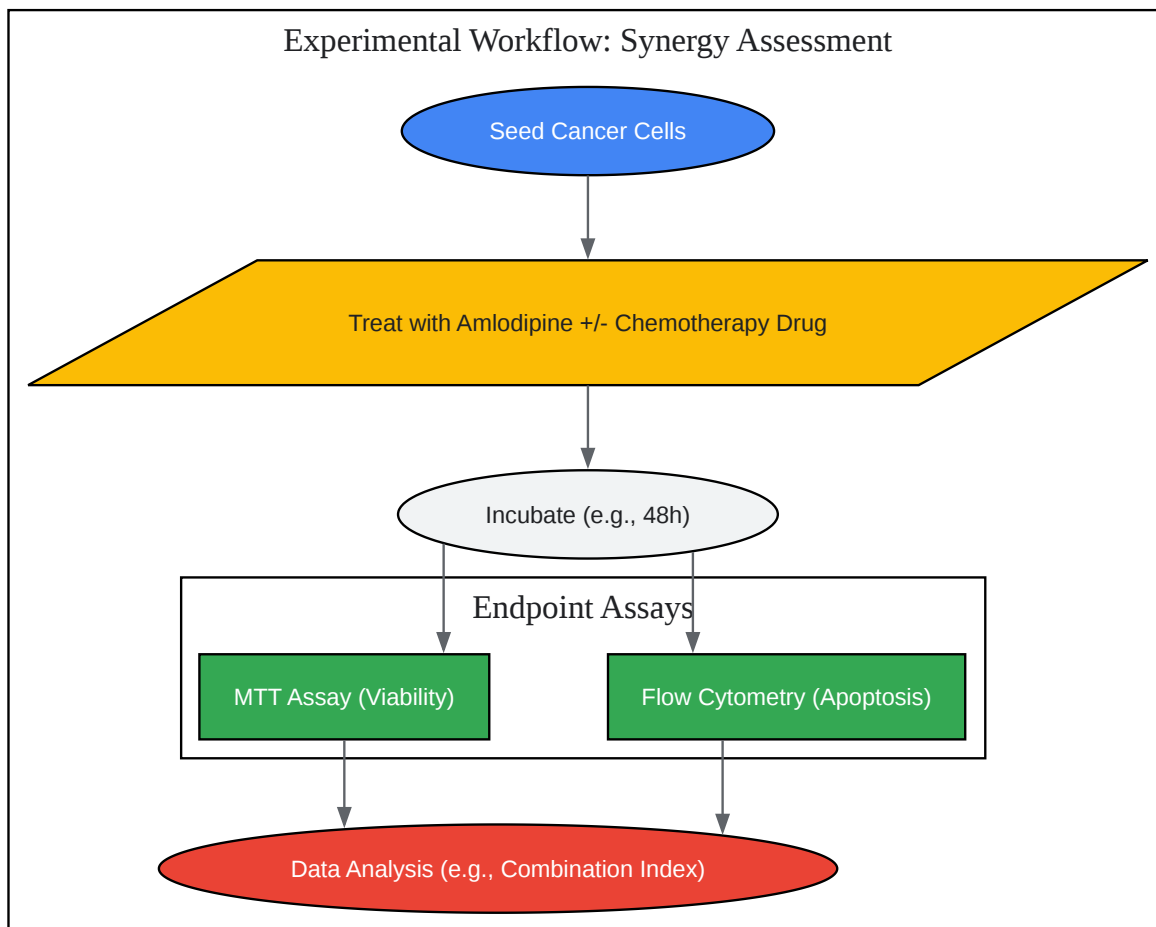 Experimental Workflow: Synergy Assessment
Seed Cancer Cells
Treat with Amlodipine +/- Chemotherapy Drug
Incubate (e.g., 48h)
Endpoint Assays
MTT Assay (Viability)
Flow Cytometry (Apoptosis)
Data Analysis (e.g., Combination Index)